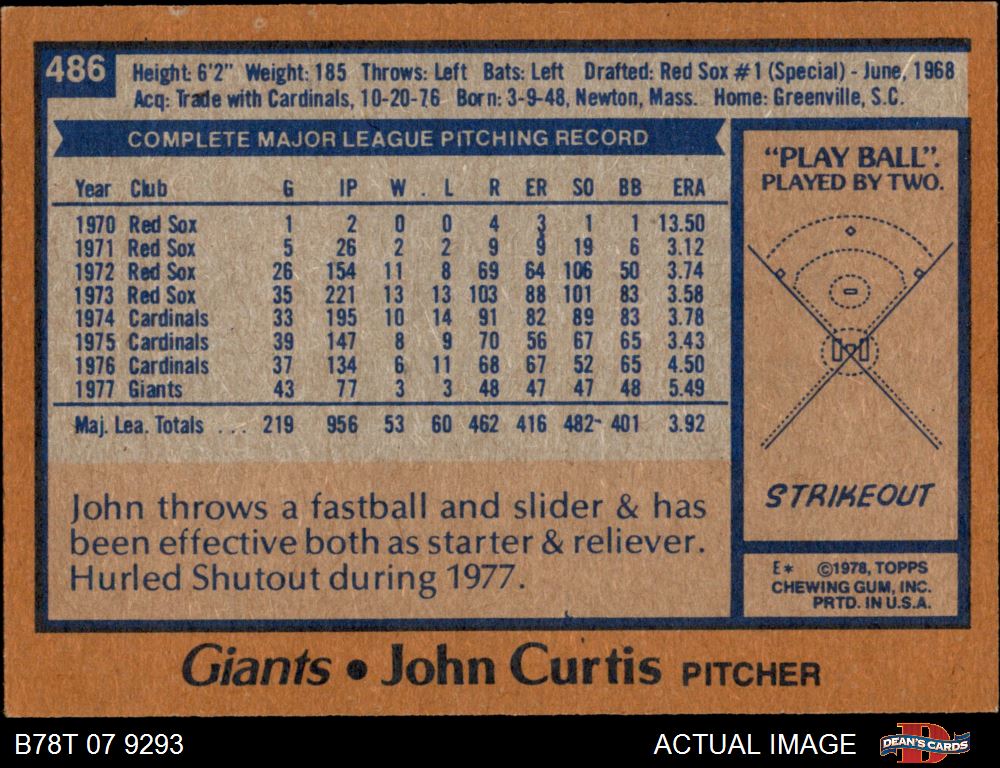 486
Height: 6'2" Weight: 185 Throws: Left Bats: Left Drafted: Red Sox #1 (Special) - June, 1968
Acq: Trade with Cardinals, 10-20-76 Born: 3-9-48, Newton, Mass. Home: Greenville, S.C.
COMPLETE MAJOR LEAGUE PITCHING RECORD
Year Club G IP W . L R ER SO BB ERA
1970 Red Sox 1 2 0 0 4 3 1 1 13.50
1971 Red Sox 5 26 2 2 9 9 19 6 3.12
1972 Red Sox 26 154 11 8 69 64 106 50 3.74
1973 Red Sox 35 221 13 13 103 88 101 83 3.58
1974 Cardinals 33 195 10 14 91 82 89 83 3.78
1975 Cardinals 39 147 8 9 70 56 67 65 3.43
1976 Cardinals 37 134 6 11 68 67 52 65 4.50
1977 Giants 43 77 3 3 48 47 47 48 5.49
Maj. Lea. Totals ... 219 956 53 60 462 416 482 401 3.92
John throws a fastball and slider & has
been effective both as starter & reliever.
Hurled Shutout during 1977.
"PLAY BALL".
PLAYED BY TWO.
STRIKEOUT
E* ©1978, TOPPS
CHEWING GUM, INC.
PRTD. IN U.S.A.
Giants • John Curtis PITCHER
B78T 07 9293
ACTUAL IMAGE
DEAN'S CARDS